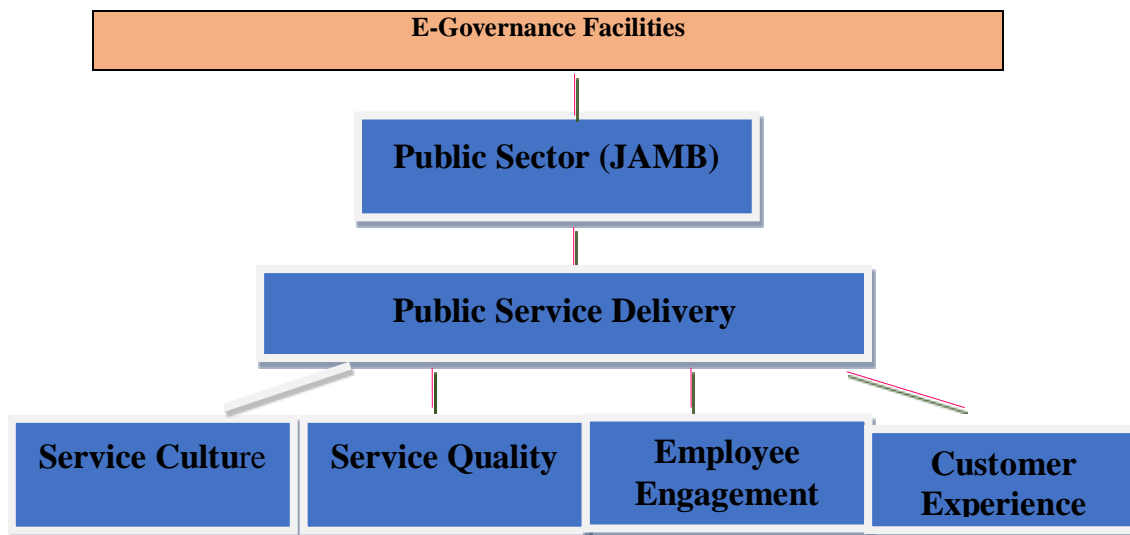 E-Governance Facilities
Public Sector (JAMB)
Public Service Delivery
Service Culture
Service Quality
Employee
Engagement
Customer
Experience